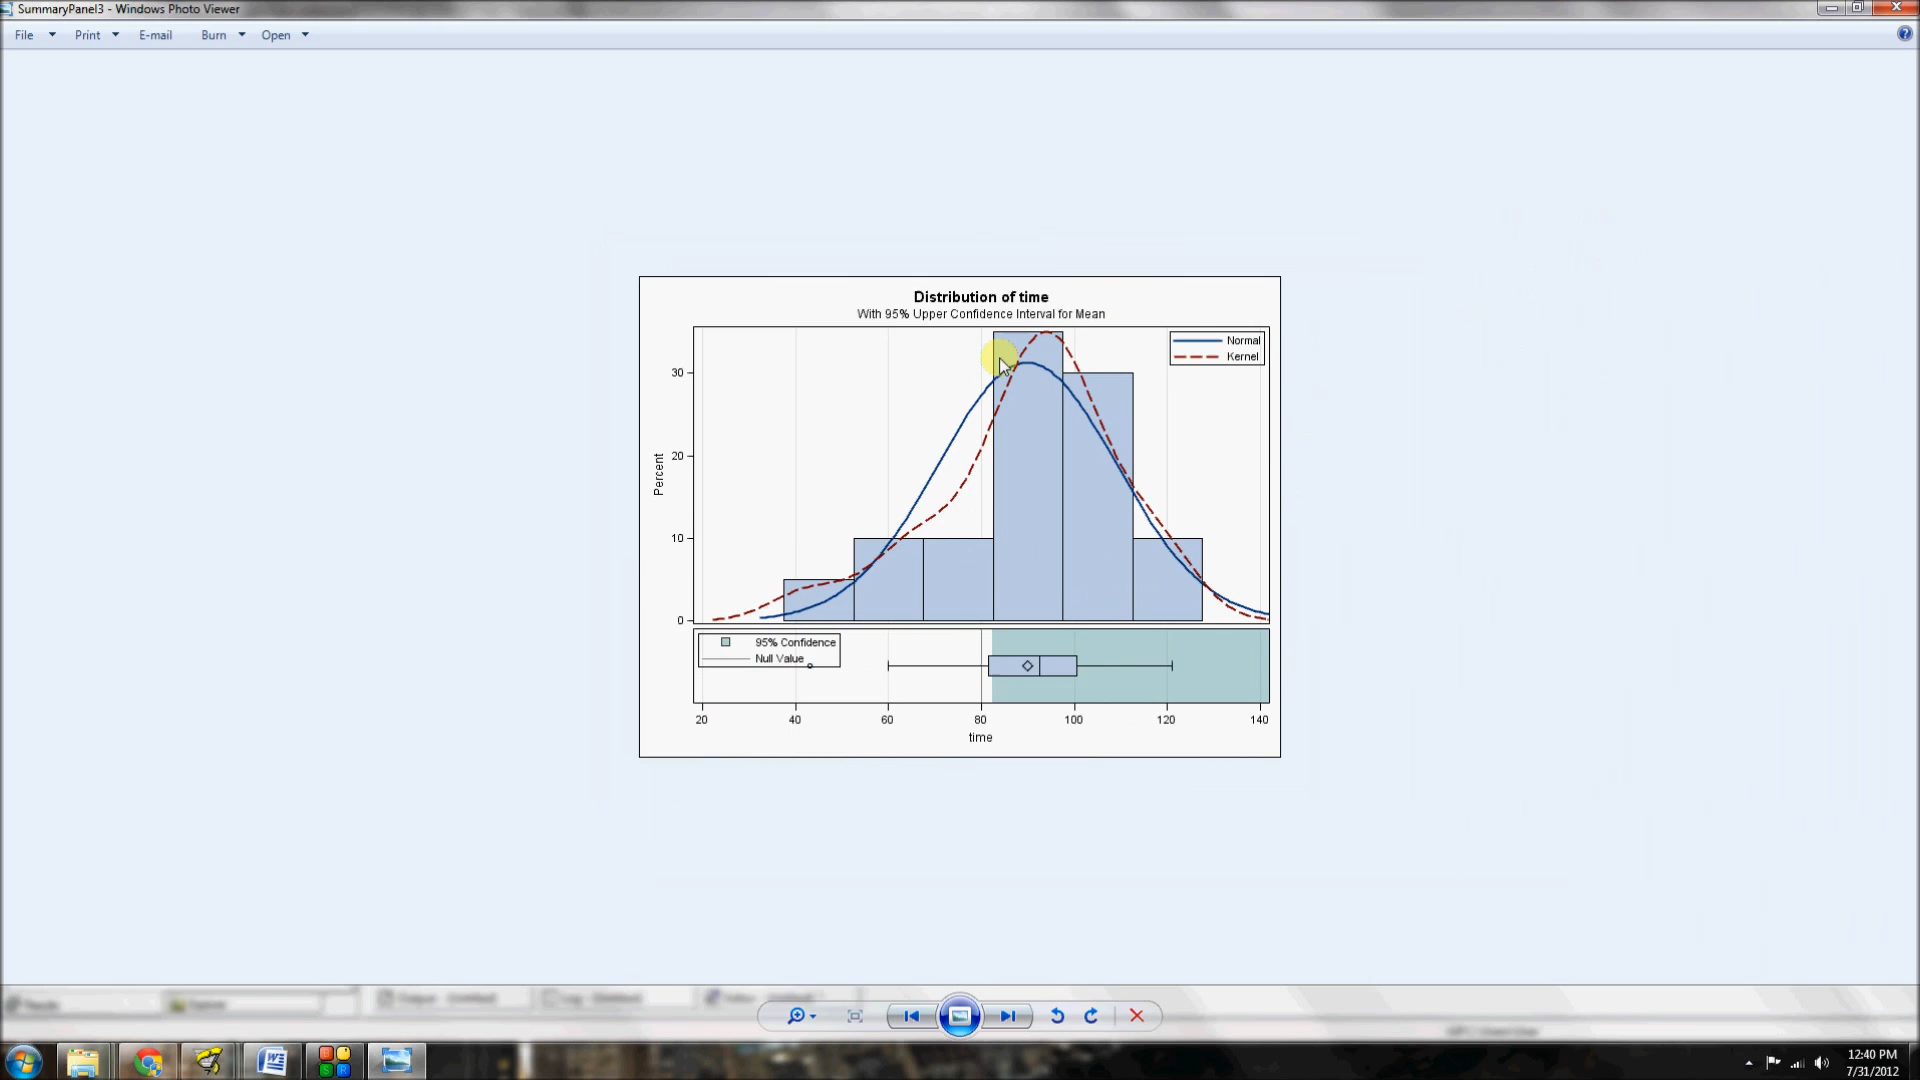 SummaryPanel3 - Windows Photo Viewer
File Print E-mail Burn Open
Distribution of time
With 95% Upper Confidence Interval for Mean
Normal
Kernel
30
20
10
0
Percent
95% Confidence
Null Value
20 40 60 80 100 120 140
time
12:40 PM
7/31/2012